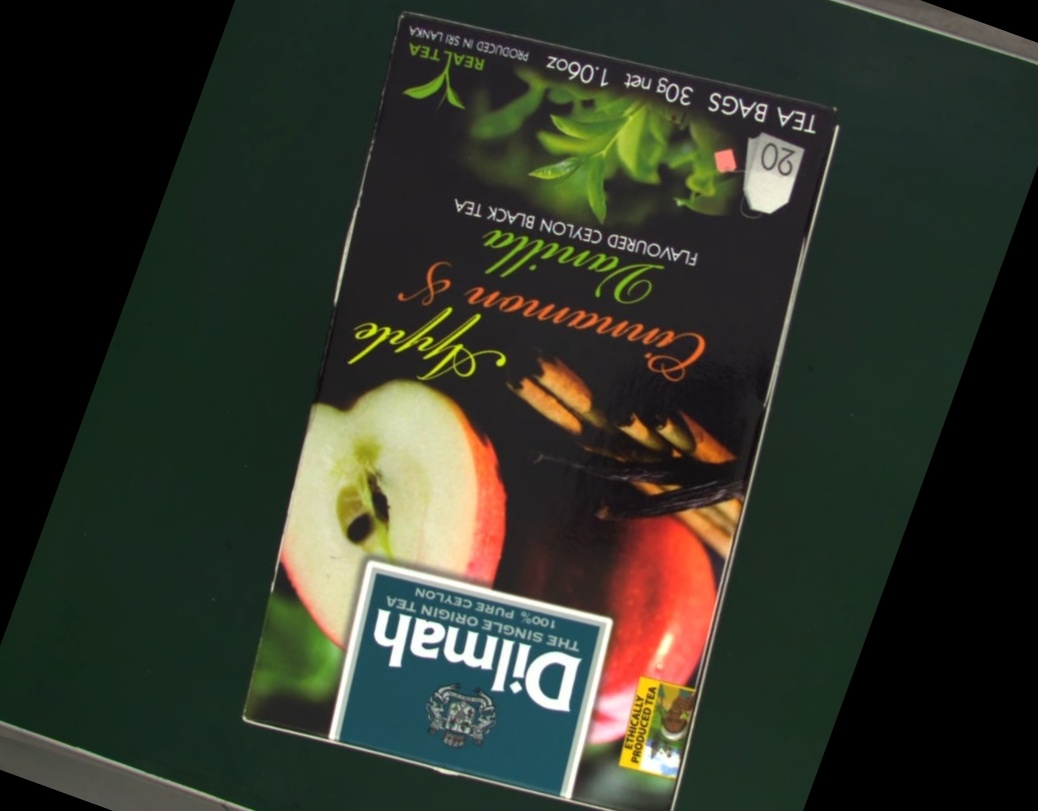 Dilmah
THE SINGLE ORIGIN TEA
100% PURE CEYLON
ETHICALLY
PRODUCED TEA
Apple
Cinnamon &
Vanilla
FLAVOURED CEYLON BLACK TEA
20
TEA BAGS 30g net 1.06oz
REAL TEA
PRODUCED IN SRI LANKA